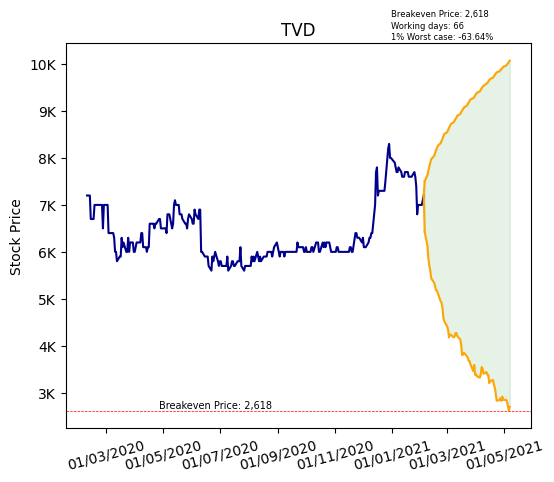 Breakeven Price: 2,618
Working days: 66
1% Worst case: -63.64%
TVD
Stock Price
10K
9K
8K
7K
6K
5K
4K
3K
Breakeven Price: 2,618
01/03/2020
01/05/2020
01/07/2020
01/09/2020
01/11/2020
01/01/2021
01/03/2021
01/05/2021